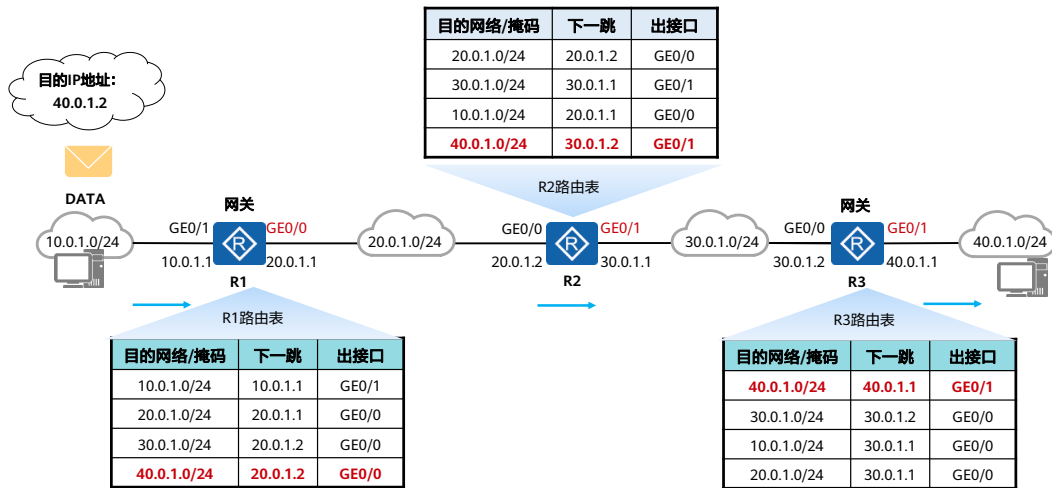 目的网络/掩码 下一跳 出接口
20.0.1.0/24 20.0.1.2 GE0/0
30.0.1.0/24 30.0.1.1 GE0/1
10.0.1.0/24 20.0.1.1 GE0/0
40.0.1.0/24 30.0.1.2 GE0/1
目的IP地址:
40.0.1.2
R2路由表
DATA
网关
网关
GE0/1 GE0/0
GE0/0 GE0/1
GE0/0 GE0/1
10.0.1.0/24
R
20.0.1.0/24
R
30.0.1.0/24
R
40.0.1.0/24
10.0.1.1 20.0.1.1
20.0.1.2 30.0.1.1
30.0.1.2 40.0.1.1
R1
R2
R3
R1路由表
目的网络/掩码 下一跳 出接口
10.0.1.0/24 10.0.1.1 GE0/1
20.0.1.0/24 20.0.1.1 GE0/0
30.0.1.0/24 20.0.1.2 GE0/0
40.0.1.0/24 20.0.1.2 GE0/0
R3路由表
目的网络/掩码 下一跳 出接口
40.0.1.0/24 40.0.1.1 GE0/1
30.0.1.0/24 30.0.1.2 GE0/0
10.0.1.0/24 30.0.1.1 GE0/0
20.0.1.0/24 30.0.1.1 GE0/0